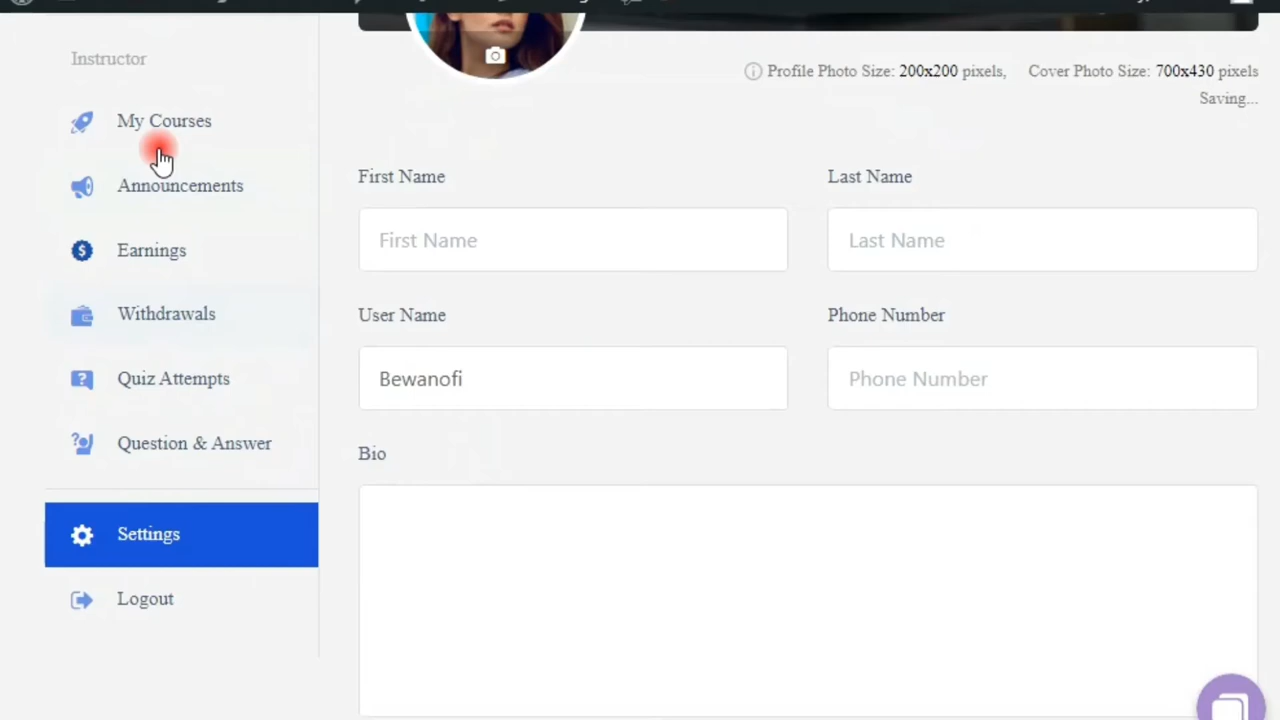 Instructor
My Courses
Announcements
Earnings
Withdrawals
Quiz Attempts
Question & Answer
Settings
Logout
Profile Photo Size: 200x200 pixels, Cover Photo Size: 700x430 pixels
Saving...
First Name
Last Name
First Name
Last Name
User Name
Phone Number
Bewanofi
Phone Number
Bio